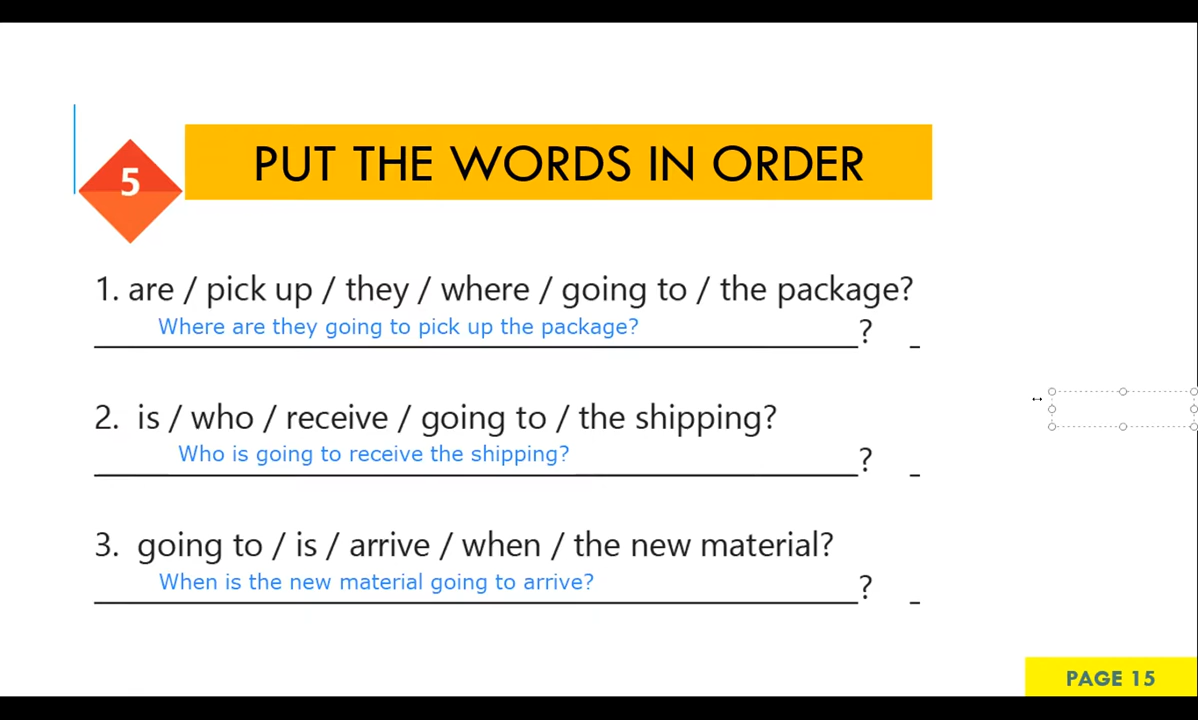 5
PUT THE WORDS IN ORDER
1. are / pick up / they / where / going to / the package?
Where are they going to pick up the package?
____________________? _
2. is / who / receive / going to / the shipping?
Who is going to receive the shipping?
____________________? _
3. going to / is / arrive / when / the new material?
When is the new material going to arrive?
____________________? _
PAGE 15